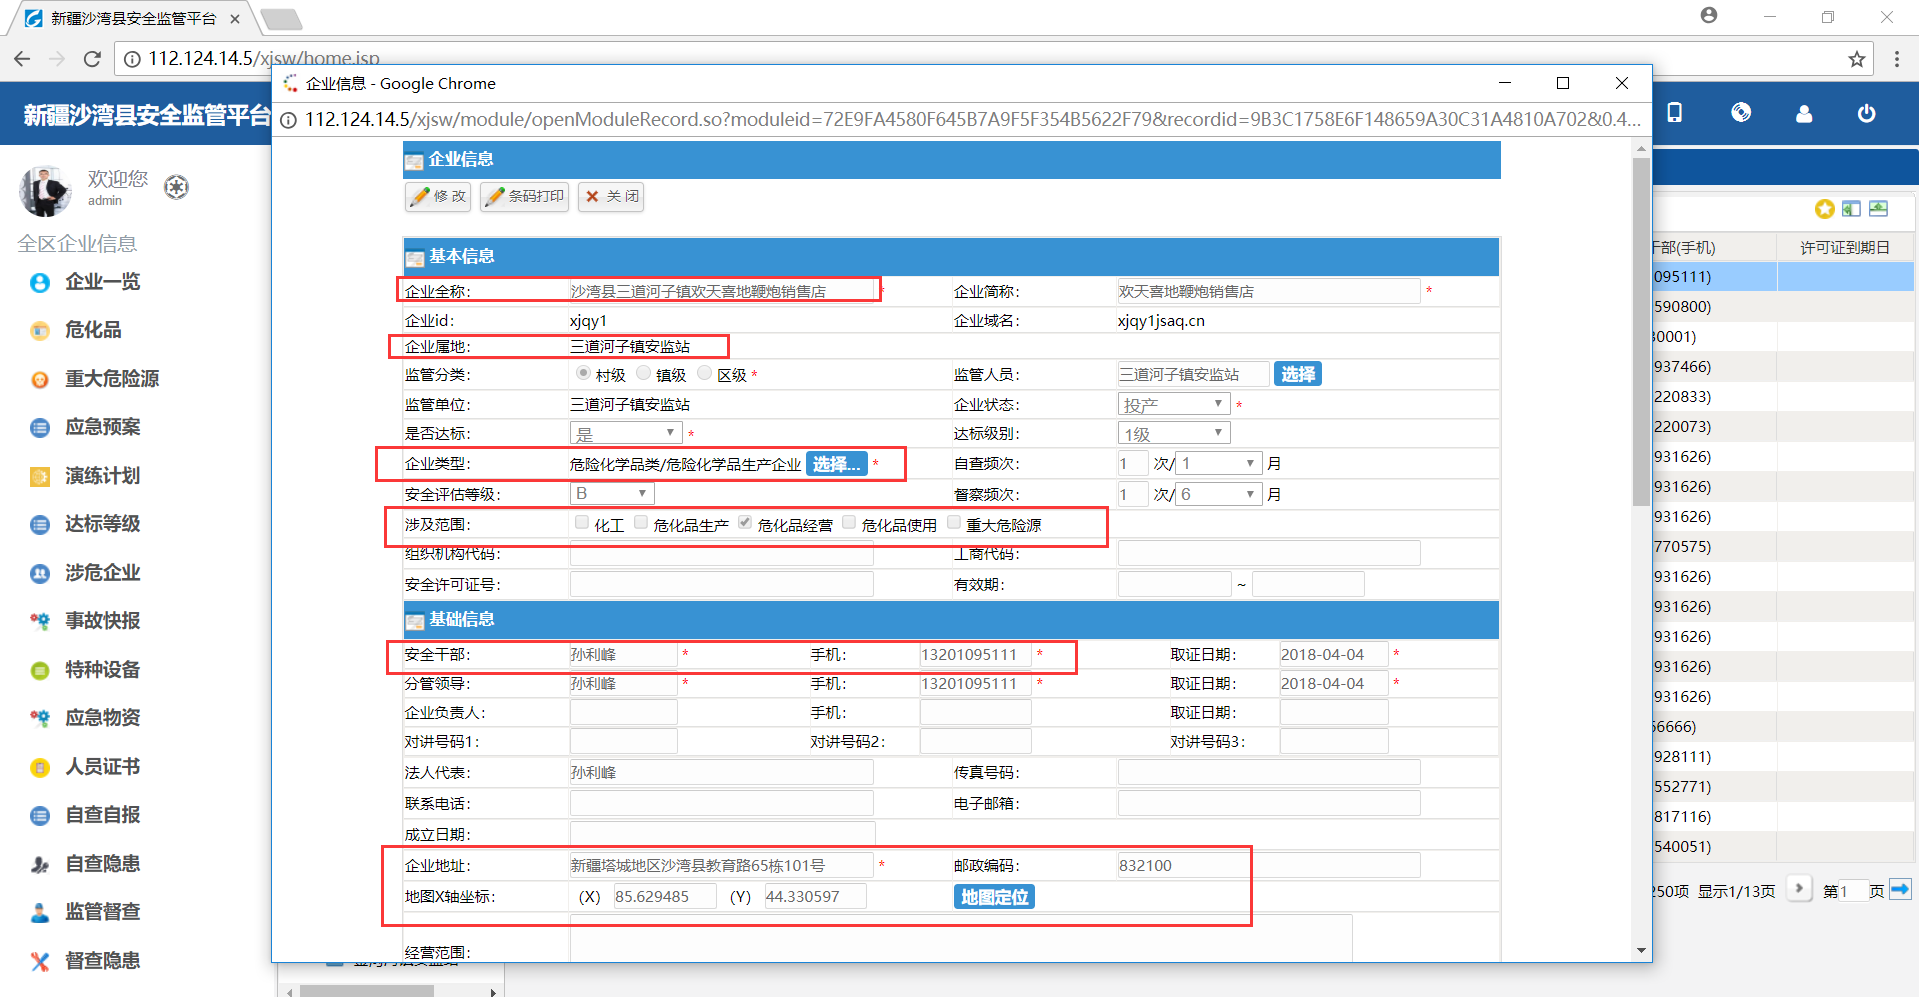 新疆沙湾县安全监管平台
112.124.14.5/xjsw/home.jsp
新疆沙湾县安全监管平台
欢迎您
admin
全区企业信息
企业一览
危化品
重大危险源
应急预案
演练计划
达标等级
涉危企业
事故快报
特种设备
应急物资
人员证书
自查自报
自查隐患
监管督查
督查隐患
企业信息 - Google Chrome
112.124.14.5/xjsw/module/openModuleRecord.so?moduleid=72E9FA4580F645B7A9F5F354B5622F79&recordid=9B3C1758E6F148659A30C31A4810A702&0.4...
企业信息
修 改 条码打印 关 闭
基本信息
企业全称: 沙湾县三道河子镇欢天喜地鞭炮销售店 * 企业简称: 欢天喜地鞭炮销售店 *
企业id: xjqy1 企业域名: xjqy1jsaq.cn
企业属地: 三道河子镇安监站
监管分类: 村级 镇级 区级 * 监管人员: 三道河子镇安监站 选择
监管单位: 三道河子镇安监站 企业状态: 投产 *
是否达标: 是 * 达标级别: 1级
企业类型: 危险化学品类/危险化学品生产企业 选择... * 自查频次: 1 次/ 1 月
安全评估等级: B 督察频次: 1 次/ 6 月
涉及范围: 化工 危化品生产 危化品经营 危化品使用 重大危险源
组织机构代码: 工商代码:
安全许可证号: 有效期: ~
基础信息
安全干部: 孙利峰 * 手机: 13201095111 * 取证日期: 2018-04-04 *
分管领导: 孙利峰 * 手机: 13201095111 * 取证日期: 2018-04-04 *
企业负责人: 手机: 取证日期:
对讲号码1: 对讲号码2: 对讲号码3:
法人代表: 孙利峰 传真号码:
联系电话: 电子邮箱:
成立日期:
企业地址: 新疆塔城地区沙湾县教育路65栋101号 * 邮政编码: 832100
地图X轴坐标: (X) 85.629485 (Y) 44.330597 地图定位
经营范围:
干部(手机) 许可证到期日
095111)
590800)
30001)
937466)
220833)
220073)
931626)
931626)
931626)
770575)
931626)
931626)
931626)
931626)
931626)
66666)
928111)
552771)
817116)
540051)
250项 显示1/13页 第1 页